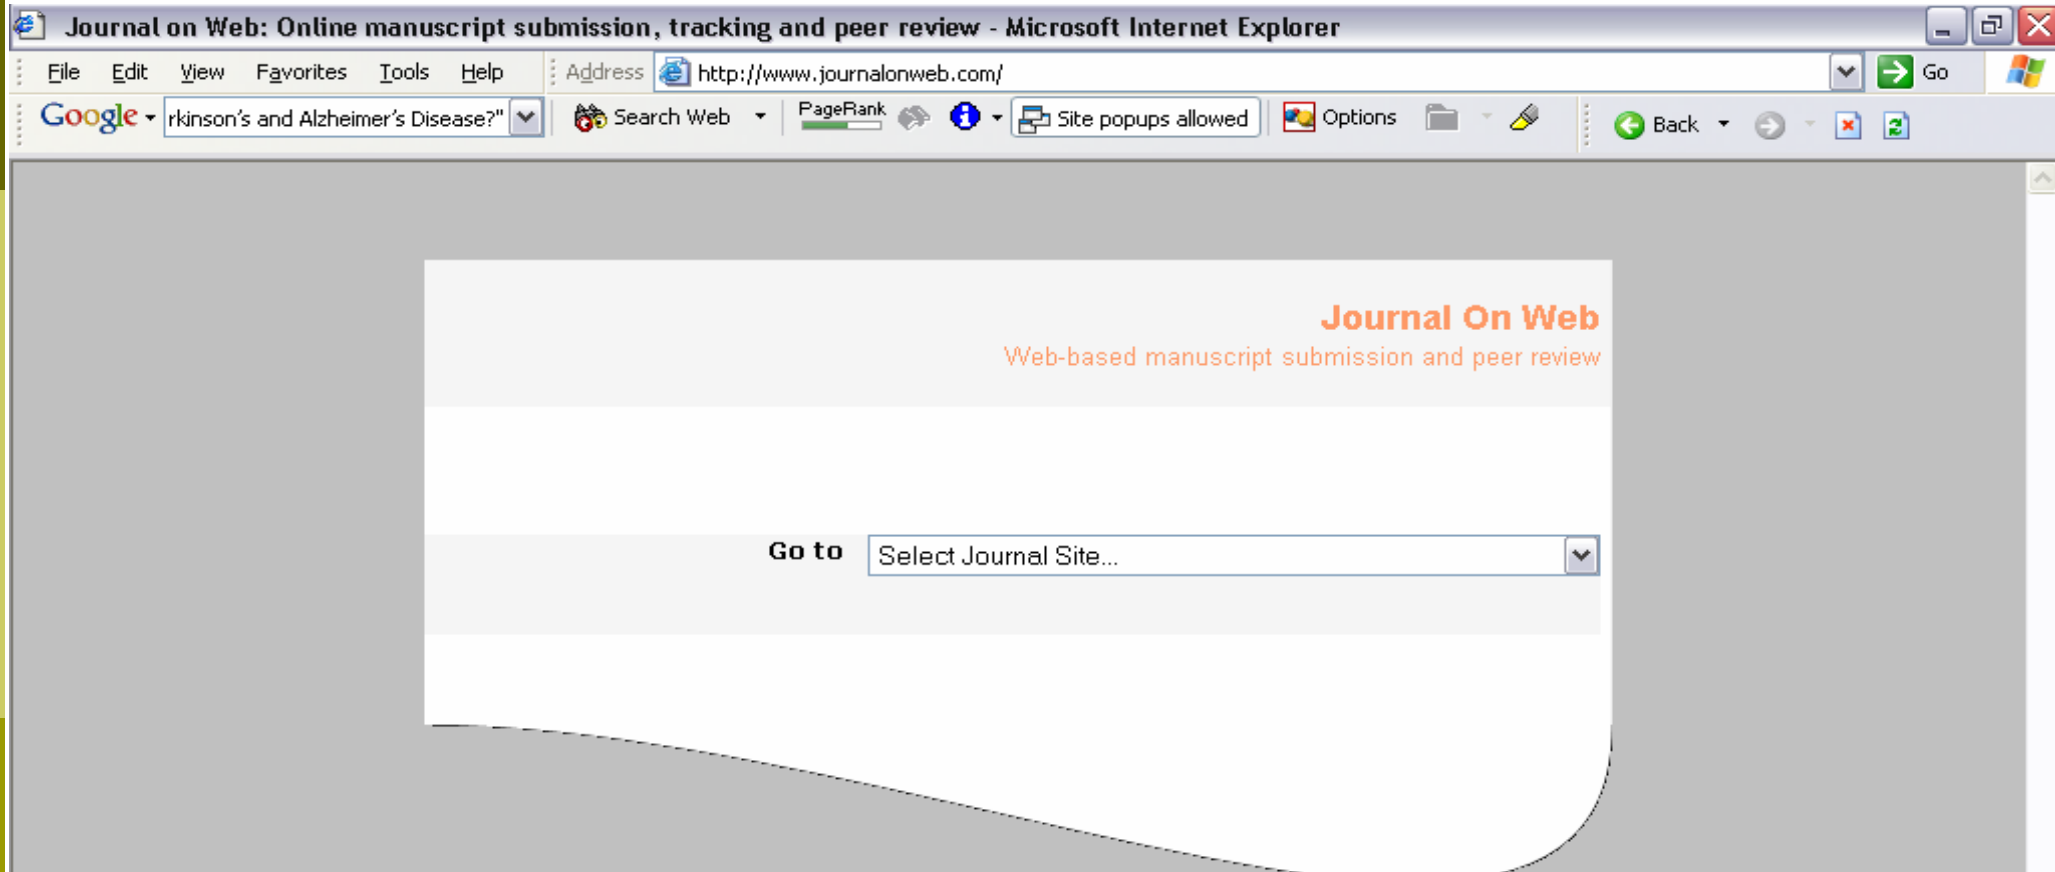 Journal on Web: Online manuscript submission, tracking and peer review - Microsoft Internet Explorer
File Edit View Favorites Tools Help Address http://www.journalonweb.com/ Go
Google rkinson's and Alzheimer's Disease?" Search Web PageRank Site popups allowed Options Back
Journal On Web
Web-based manuscript submission and peer review
Go to Select Journal Site...